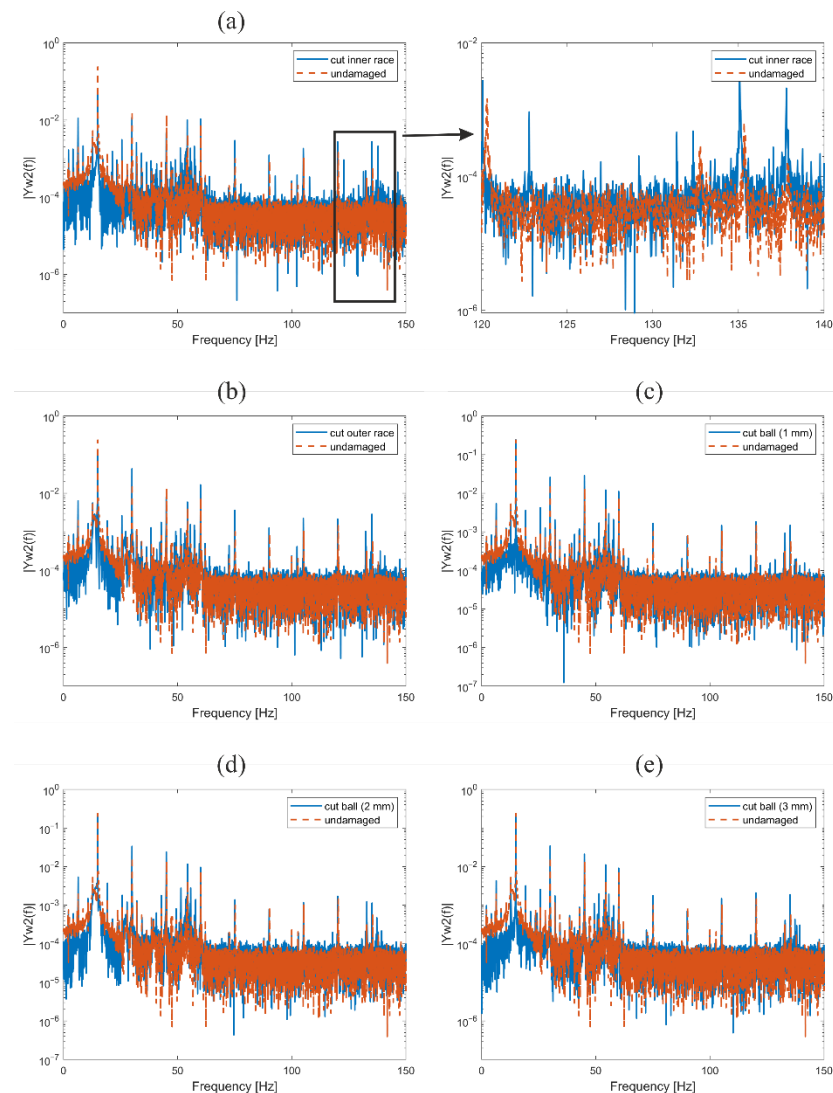 (a)
10^0
10^-2
10^-4
10^-6
|Yw2(f)|
0
50
100
150
Frequency [Hz]
cut inner race
undamaged
10^-2
10^-4
10^-6
|Yw2(f)|
120
125
130
135
140
Frequency [Hz]
cut inner race
undamaged
(b)
10^0
10^-2
10^-4
10^-6
|Yw2(f)|
0
50
100
150
Frequency [Hz]
cut outer race
undamaged
(c)
10^0
10^-1
10^-2
10^-3
10^-4
10^-5
10^-6
10^-7
|Yw2(f)|
0
50
100
150
Frequency [Hz]
cut ball (1 mm)
undamaged
(d)
10^0
10^-1
10^-2
10^-3
10^-4
10^-5
10^-6
10^-7
|Yw2(f)|
0
50
100
150
Frequency [Hz]
cut ball (2 mm)
undamaged
(e)
10^0
10^-2
10^-4
10^-6
|Yw2(f)|
0
50
100
150
Frequency [Hz]
cut ball (3 mm)
undamaged